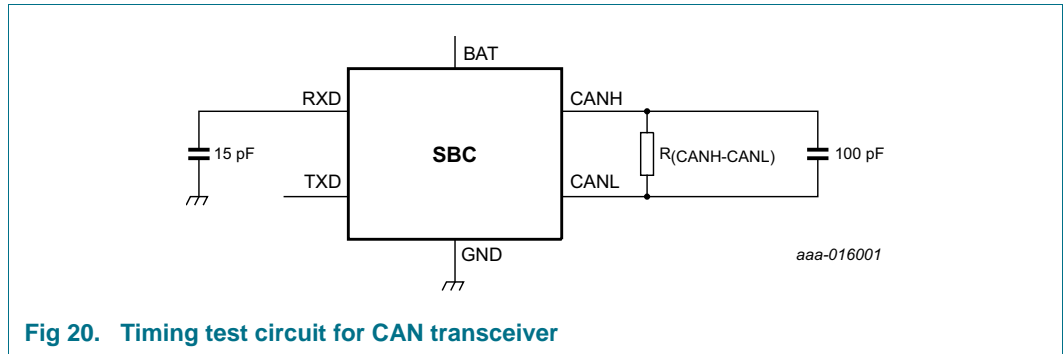 BAT
RXD
CANH
15 pF
SBC
R(CANH-CANL)
100 pF
TXD
CANL
GND
aaa-016001
Fig 20. Timing test circuit for CAN transceiver